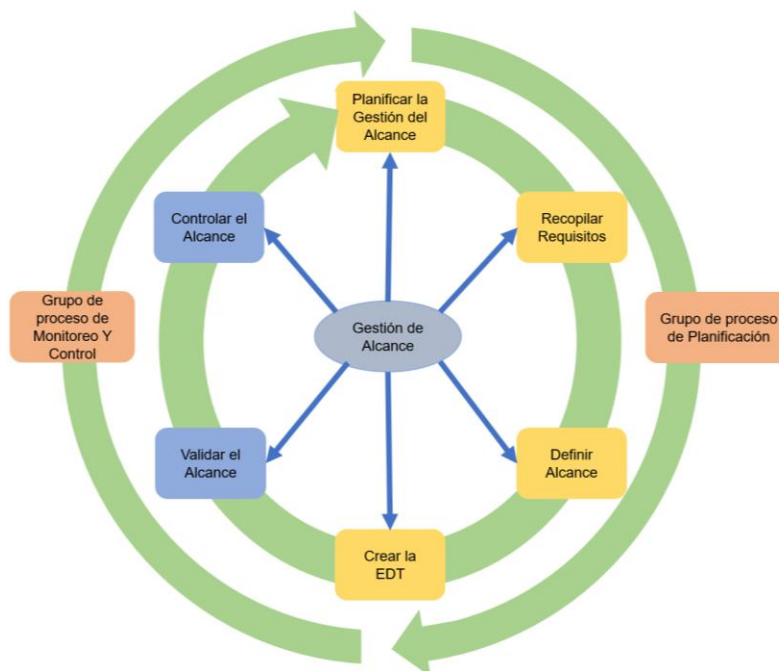 Planificar la
Gestión del
Alcance
Controlar el
Alcance
Recopilar
Requisitos
Grupo de
proceso de
Monitoreo Y
Control
Gestión de
Alcance
Grupo de proceso
de Planificación
Validar el
Alcance
Definir
Alcance
Crear la
EDT